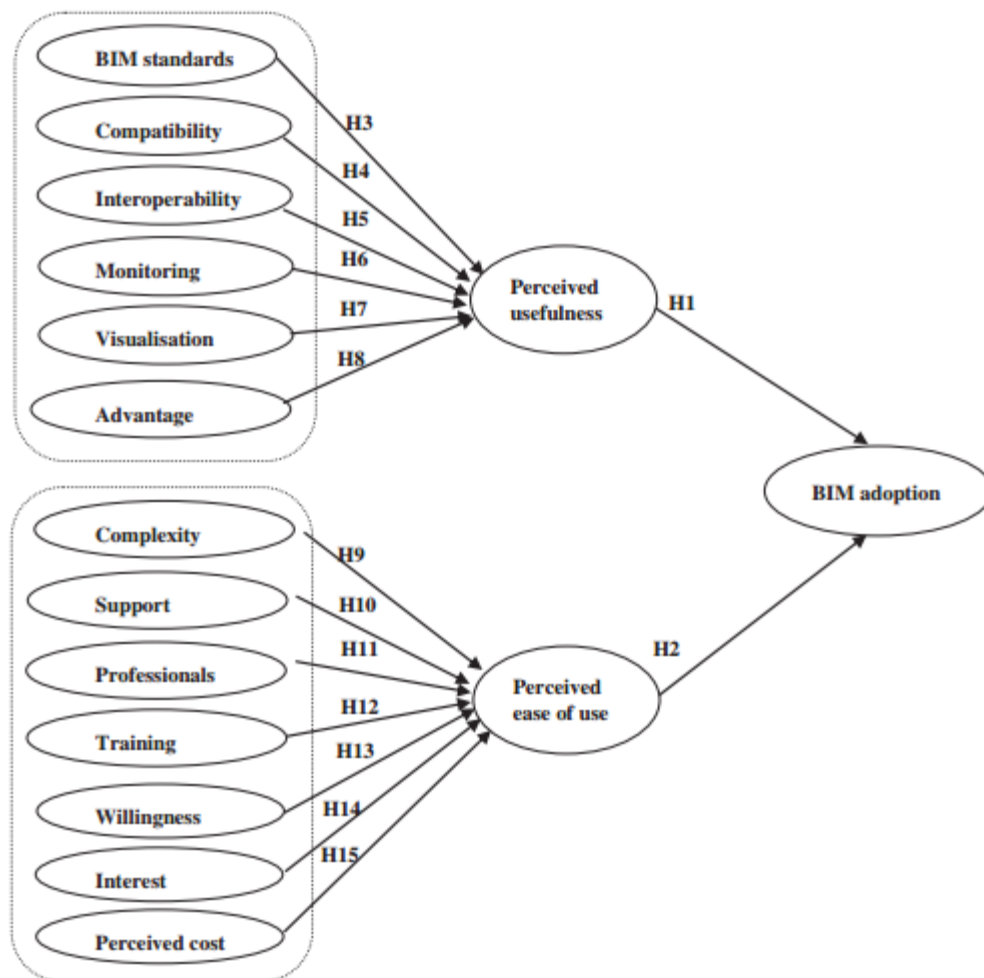 BIM standards
Compatibility
Interoperability
Monitoring
Visualisation
Advantage
H3
H4
H5
H6
H7
H8
Perceived
usefulness
H1
BIM adoption
Complexity
Support
Professionals
Training
Willingness
Interest
Perceived cost
H9
H10
H11
H12
H13
H14
H15
Perceived
ease of use
H2